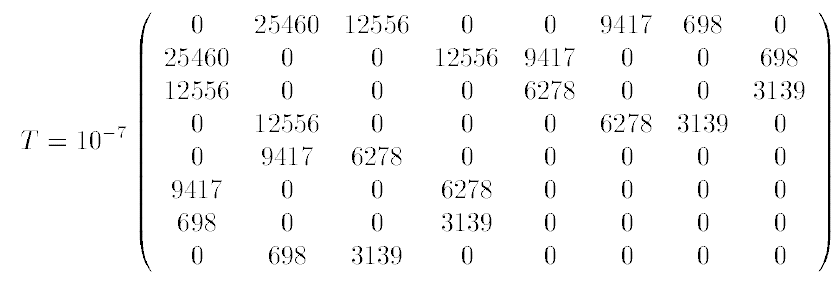 0 25460 12556 0 0 9417 698 0
25460 0 0 12556 9417 0 0 698
12556 0 0 0 6278 0 0 3139
T = 10⁻⁷ 0 12556 0 0 0 6278 3139 0
0 9417 6278 0 0 0 0 0
9417 0 0 6278 0 0 0 0
698 0 0 3139 0 0 0 0
0 698 3139 0 0 0 0 0